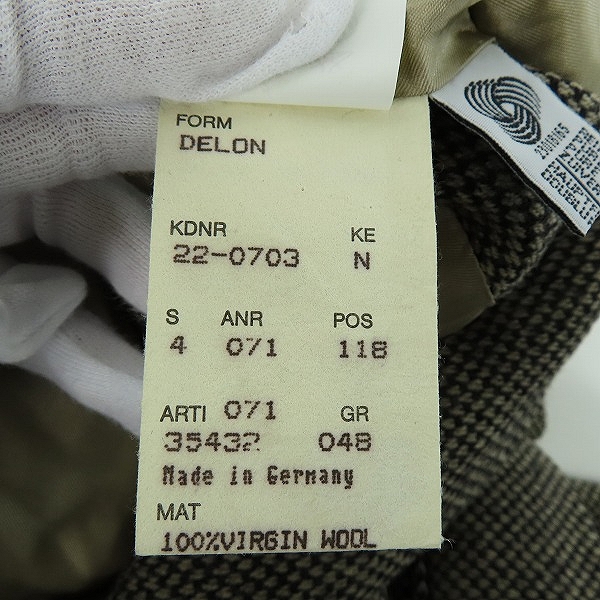 FORM
DELON
KDNR KE
22-0703 N
S ANR POS
4 071 118
ARTI 071 GR
35432 048
Made in Germany
MAT
100%VIRGIN WOOL